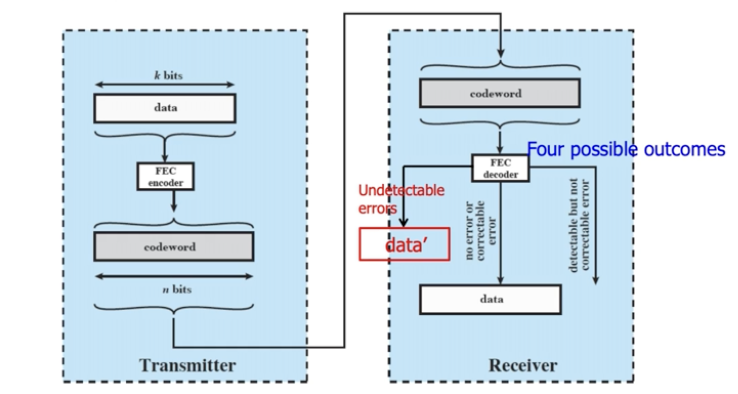 k bits
data
FEC
encoder
codeword
n bits
Transmitter
codeword
FEC
decoder
Four possible outcomes
Undetectable
errors
data′
no error or
correctable
error
detectable but not
correctable error
data
Receiver